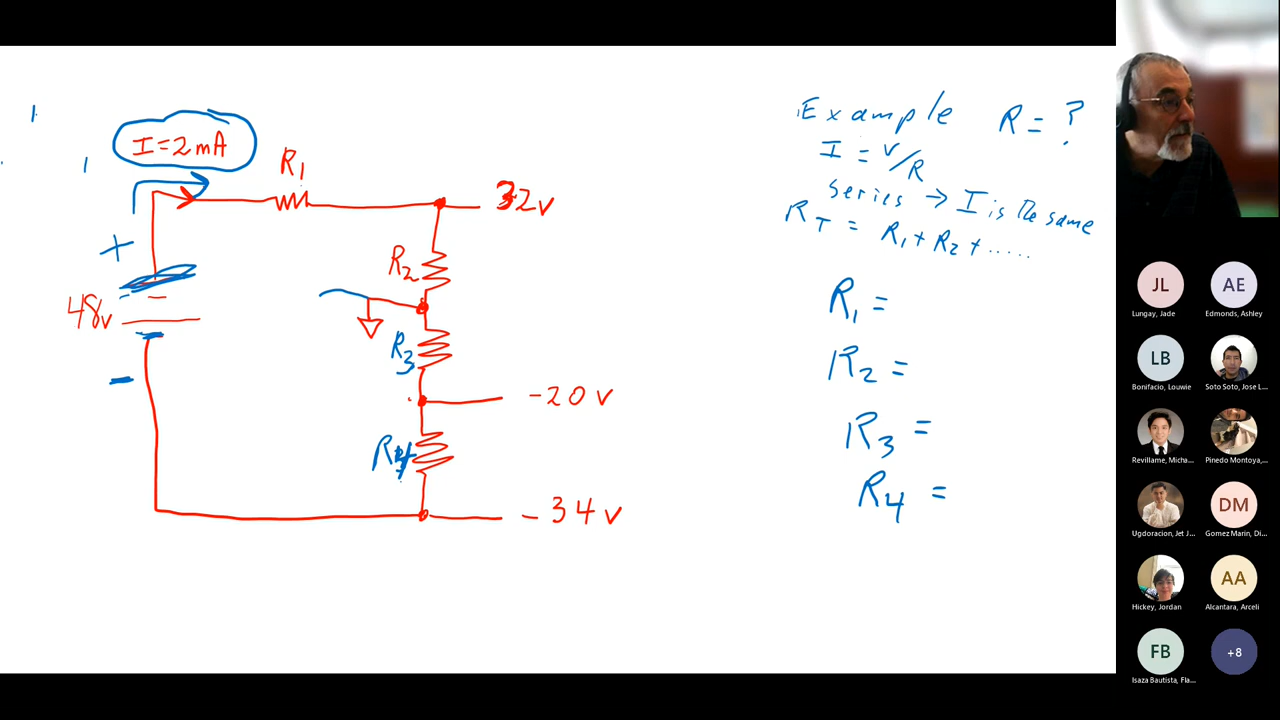 I = 2mA
R1
32v
R2
48v
R3
-20v
R4
-34v
Example R = ?
I = V/R
series → I is the same
RT = R1 + R2 + .....
R1 =
R2 =
R3 =
R4 =
+
-
JL
Lungay, Jade
AE
Edmonds, Ashley
LB
Bonifacio, Louwie
Soto Soto, Jose L...
Revillame, Micha...
Pinedo Montoya,...
Ugdoracion, Jet J...
DM
Gomez Marin, Di...
Hickey, Jordan
AA
Alcantara, Arceli
FB
Isaza Bautista, Fla...
+8